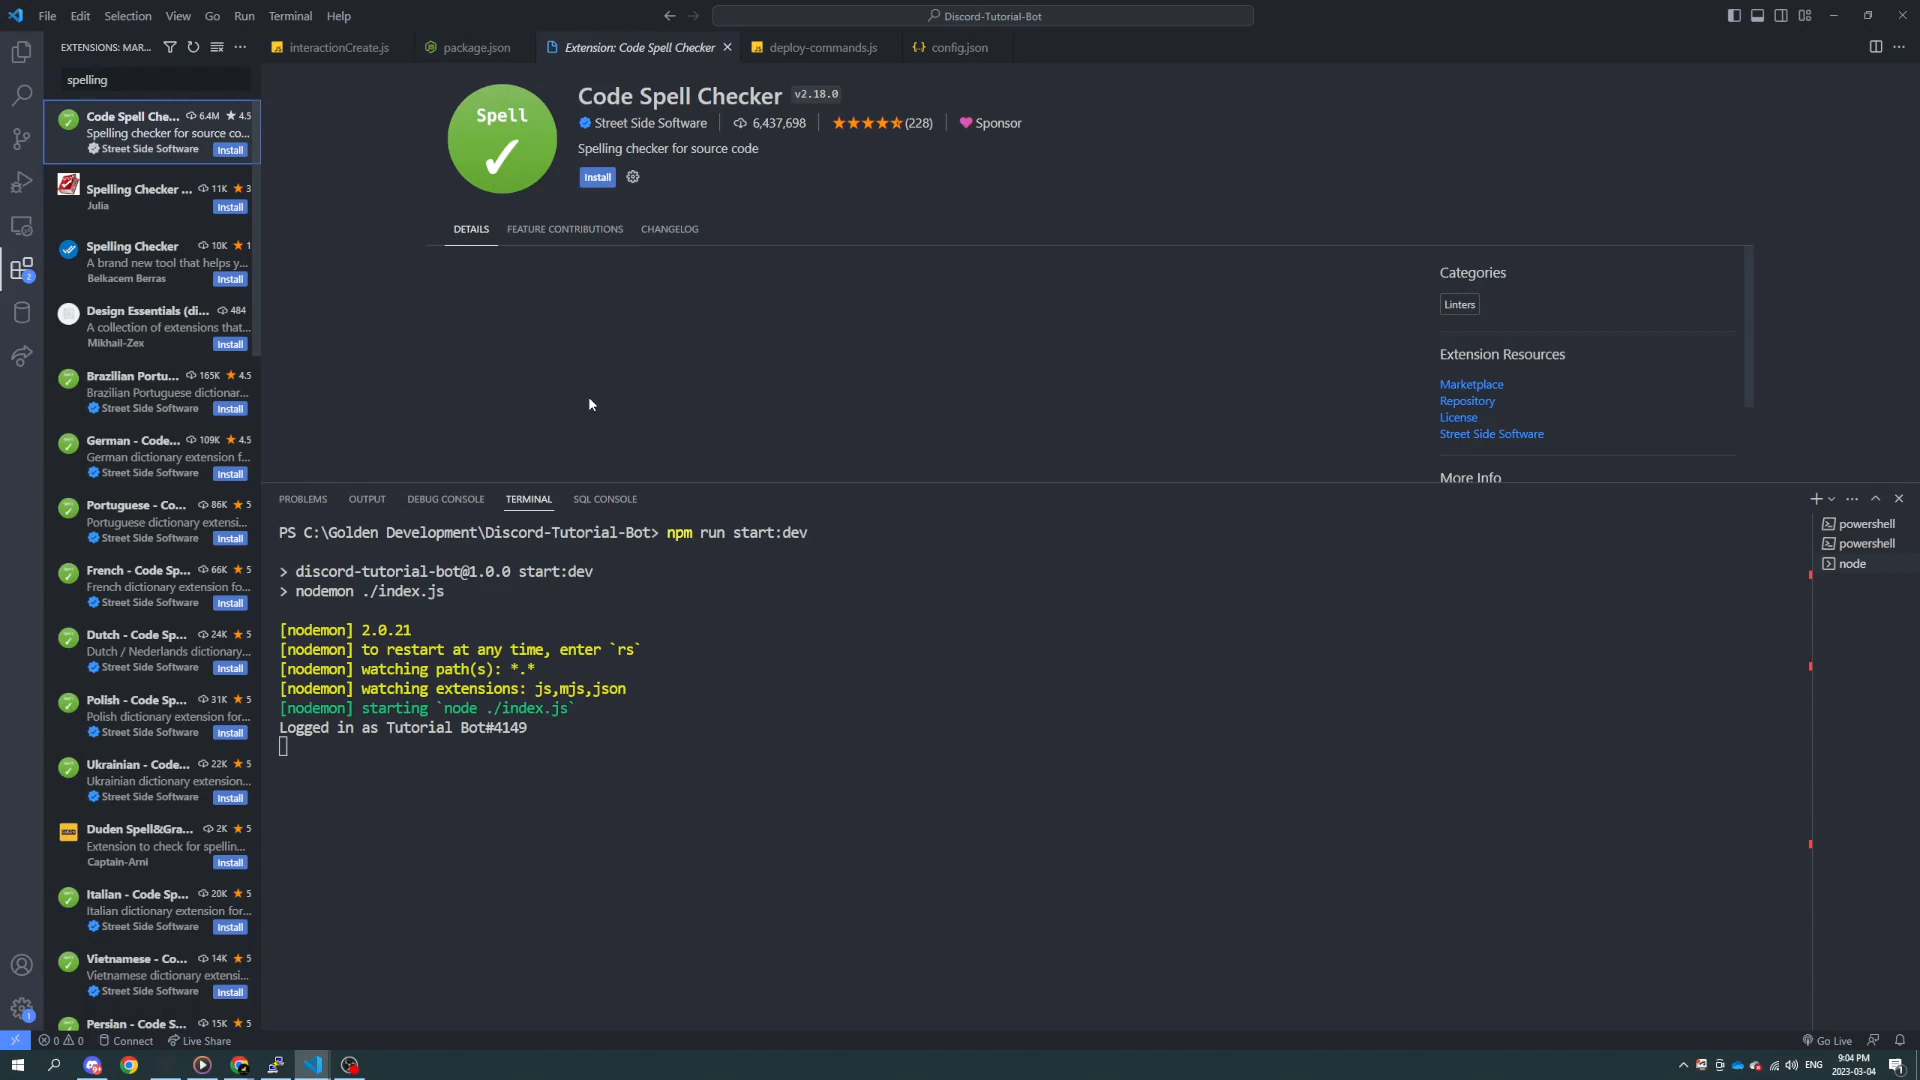 File Edit Selection View Go Run Terminal Help
Discord-Tutorial-Bot
EXTENSIONS: MAR...
interactionCreate.js
package.json
Extension: Code Spell Checker
deploy-commands.js
config.json
spelling
Code Spell Che... 6.4M 4.5
Spelling checker for source co...
Street Side Software Install
Spelling Checker ... 11K 3
Julia Install
Spelling Checker 10K 1
A brand new tool that helps y...
Belkacem Berras Install
Design Essentials (di... 484
A collection of extensions that...
Mikhail-Zex Install
Brazilian Portu... 165K 4.5
Brazilian Portuguese dictionar...
Street Side Software Install
German - Code... 109K 4.5
German dictionary extension f...
Street Side Software Install
Portuguese - Co... 86K 5
Portuguese dictionary extensi...
Street Side Software Install
French - Code Sp... 66K 5
French dictionary extension fo...
Street Side Software Install
Dutch - Code Sp... 24K 5
Dutch / Nederlands dictionary...
Street Side Software Install
Polish - Code Sp... 31K 5
Polish dictionary extension for...
Street Side Software Install
Ukrainian - Code... 22K 5
Ukrainian dictionary extension...
Street Side Software Install
Duden Spell&Gra... 2K 5
Extension to check for spellin...
Captain-Arni Install
Italian - Code Sp... 20K 5
Italian dictionary extension for...
Street Side Software Install
Vietnamese - Co... 14K 5
Vietnamese dictionary extensi...
Street Side Software Install
Persian - Code S... 15K 5
Spell
Code Spell Checker v2.18.0
Street Side Software 6,437,698 (228) Sponsor
Spelling checker for source code
Install
DETAILS FEATURE CONTRIBUTIONS CHANGELOG
Categories
Linters
Extension Resources
Marketplace
Repository
License
Street Side Software
More Info
PROBLEMS OUTPUT DEBUG CONSOLE TERMINAL SQL CONSOLE
PS C:\Golden Development\Discord-Tutorial-Bot> npm run start:dev
> discord-tutorial-bot@1.0.0 start:dev
> nodemon ./index.js
[nodemon] 2.0.21
[nodemon] to restart at any time, enter `rs`
[nodemon] watching path(s): *.*
[nodemon] watching extensions: js,mjs,json
[nodemon] starting `node ./index.js`
Logged in as Tutorial Bot#4149
powershell
powershell
node
2
1
0 0 Connect Live Share
Go Live
ENG
9:04 PM
2023-03-04